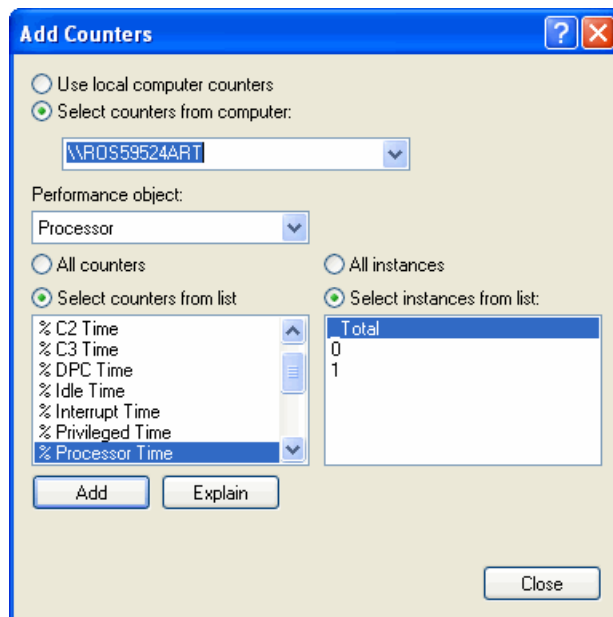 Add Counters
Use local computer counters
Select counters from computer:
\\ROS59524ART
Performance object:
Processor
All counters
All instances
Select counters from list
Select instances from list:
% C2 Time
% C3 Time
% DPC Time
% Idle Time
% Interrupt Time
% Privileged Time
% Processor Time
_Total
0
1
Add
Explain
Close